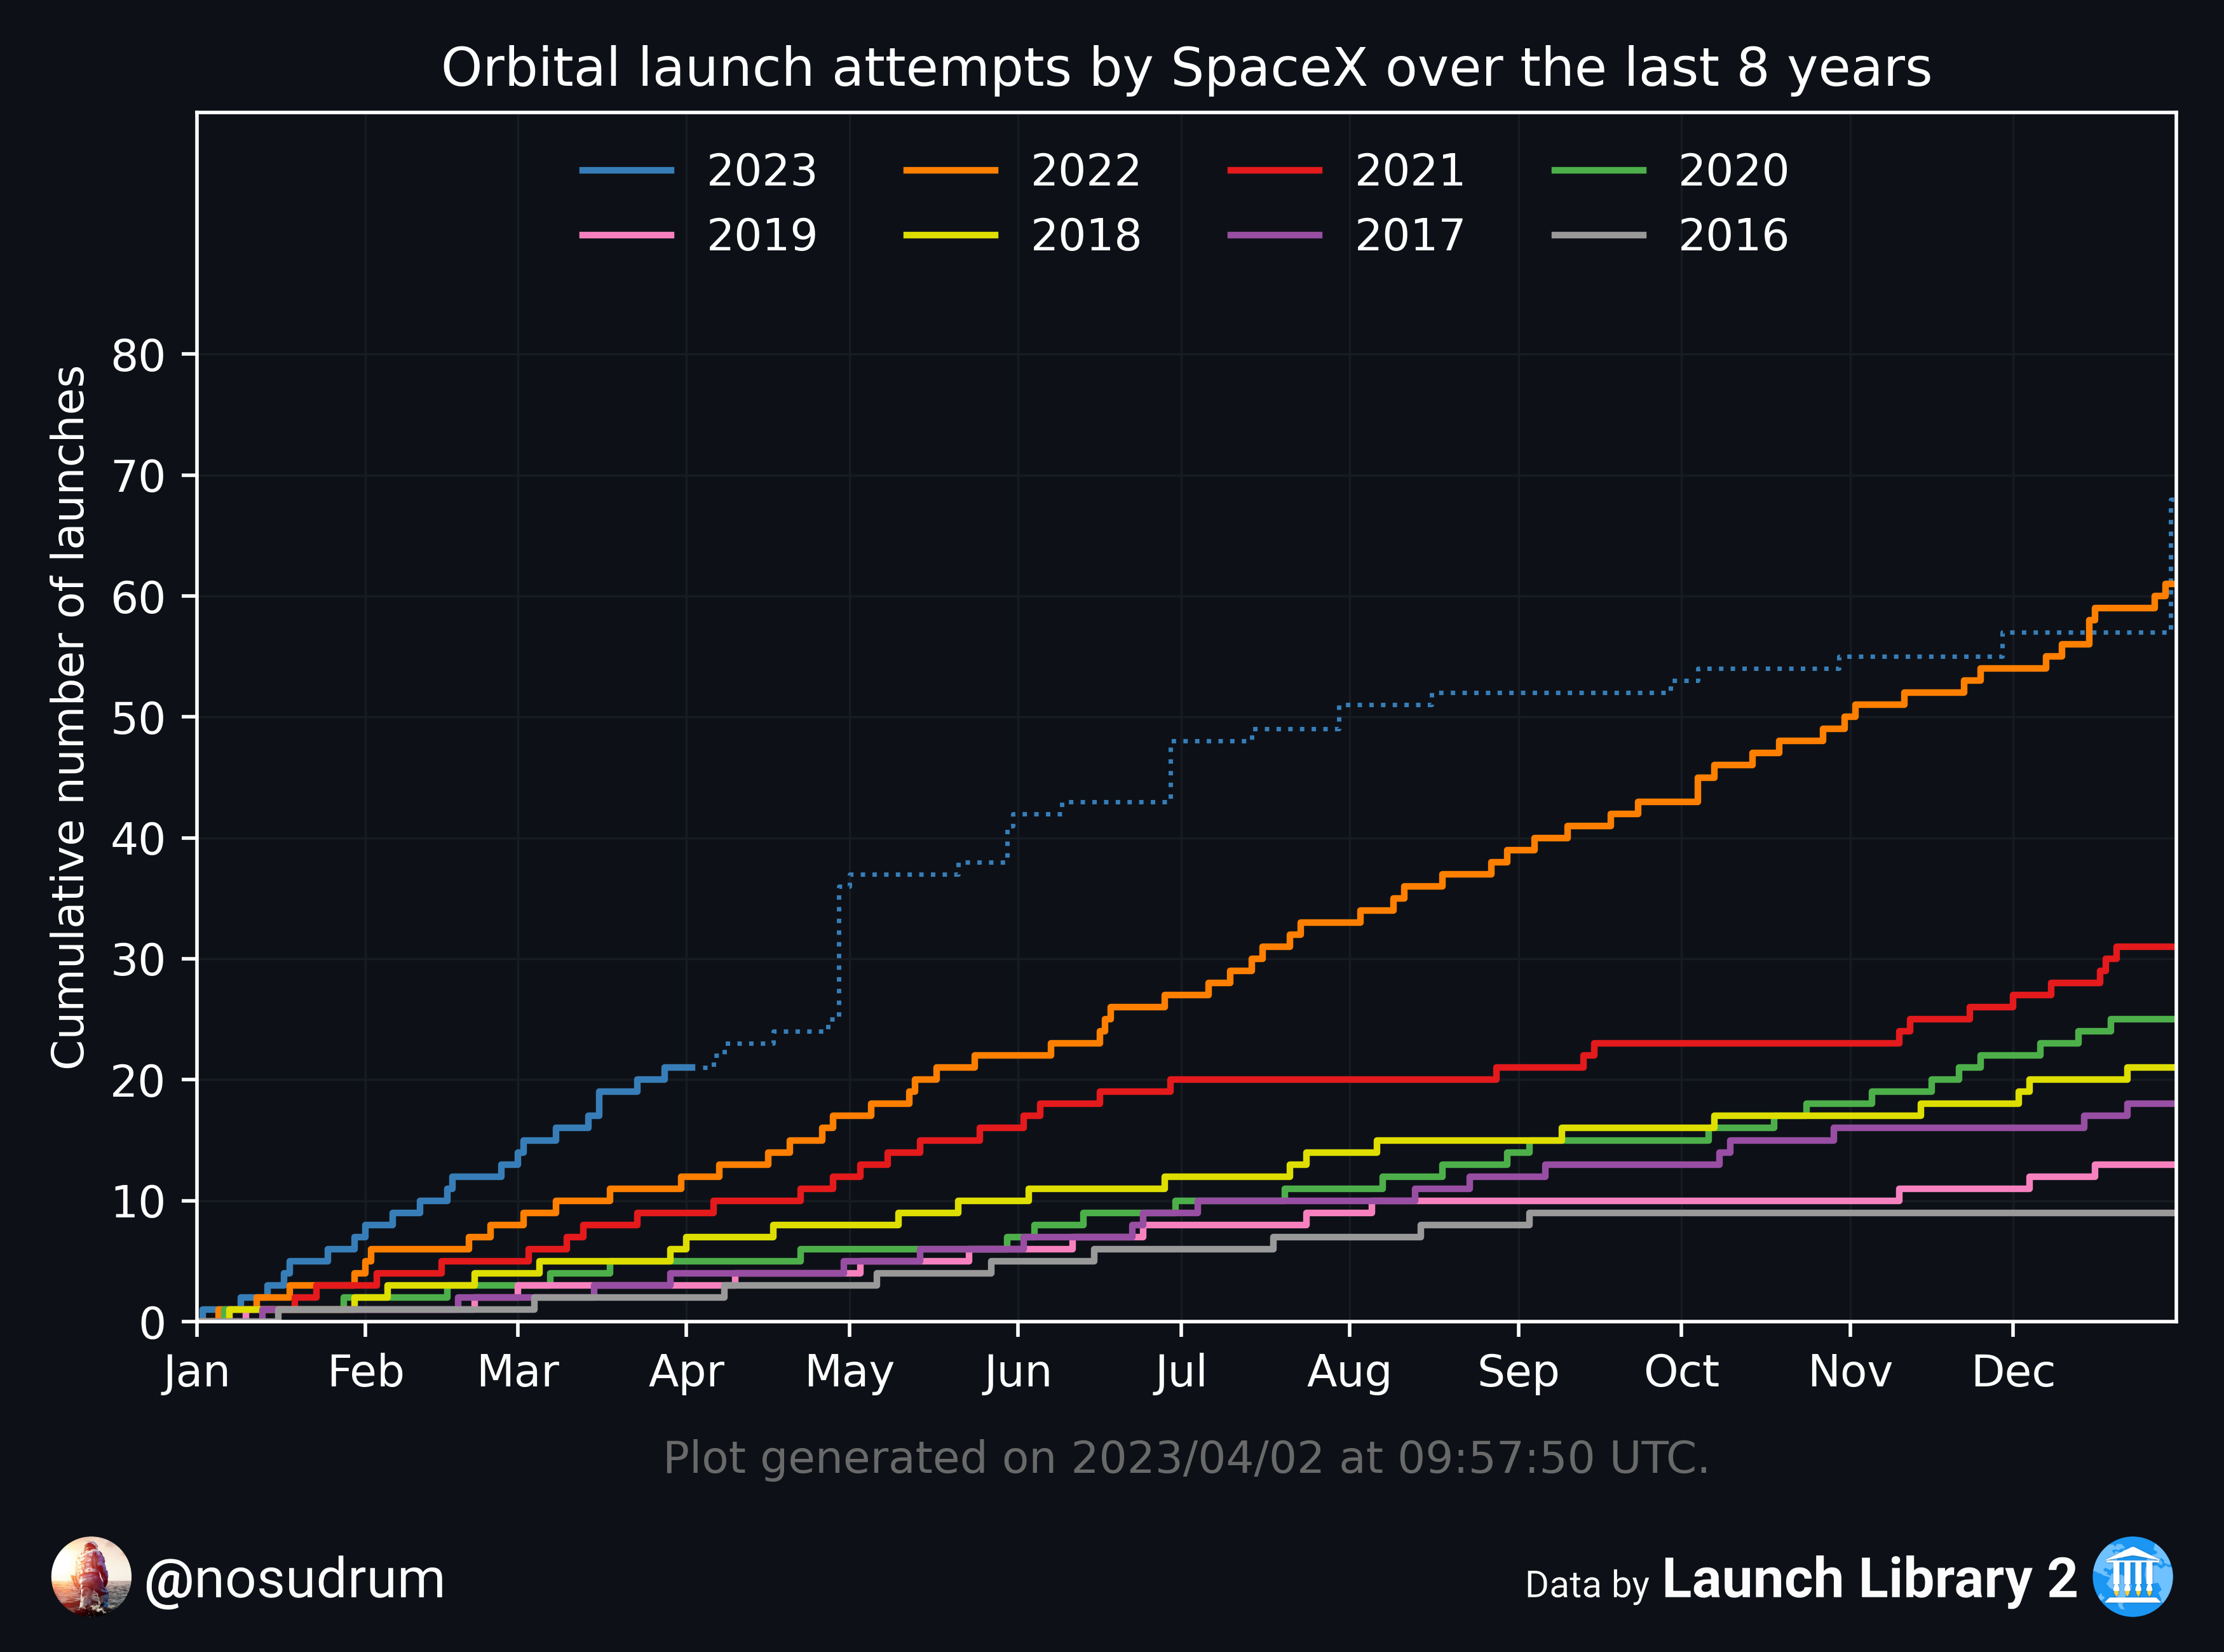 Orbital launch attempts by SpaceX over the last 8 years
2023 2022 2021 2020
2019 2018 2017 2016
Cumulative number of launches
80
70
60
50
40
30
20
10
0
Jan Feb Mar Apr May Jun Jul Aug Sep Oct Nov Dec
Plot generated on 2023/04/02 at 09:57:50 UTC.
@nosudrum
Data by Launch Library 2